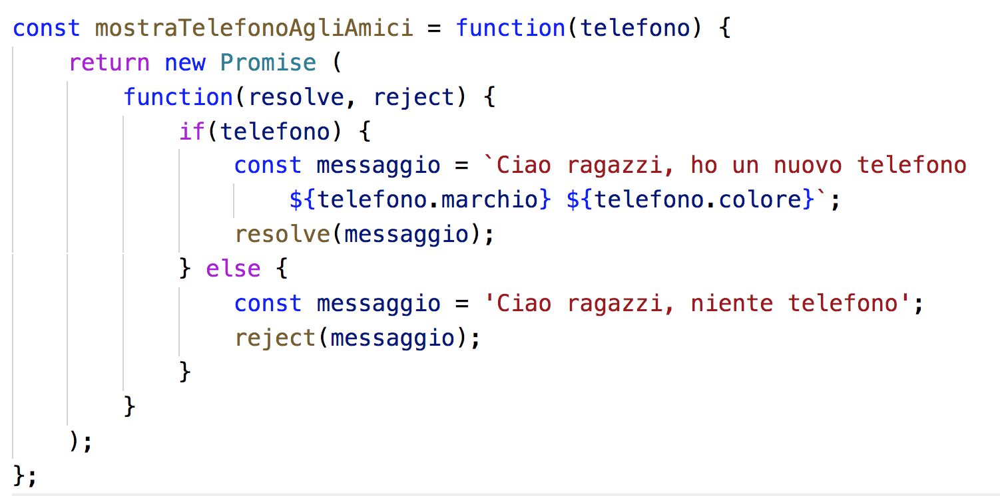 const mostraTelefonoAgliAmici = function(telefono) {
    return new Promise (
        function(resolve, reject) {
            if(telefono) {
                const messaggio = `Ciao ragazzi, ho un nuovo telefono
                    ${telefono.marchio} ${telefono.colore}`;
                resolve(messaggio);
            } else {
                const messaggio = 'Ciao ragazzi, niente telefono';
                reject(messaggio);
            }
        }
    );
};